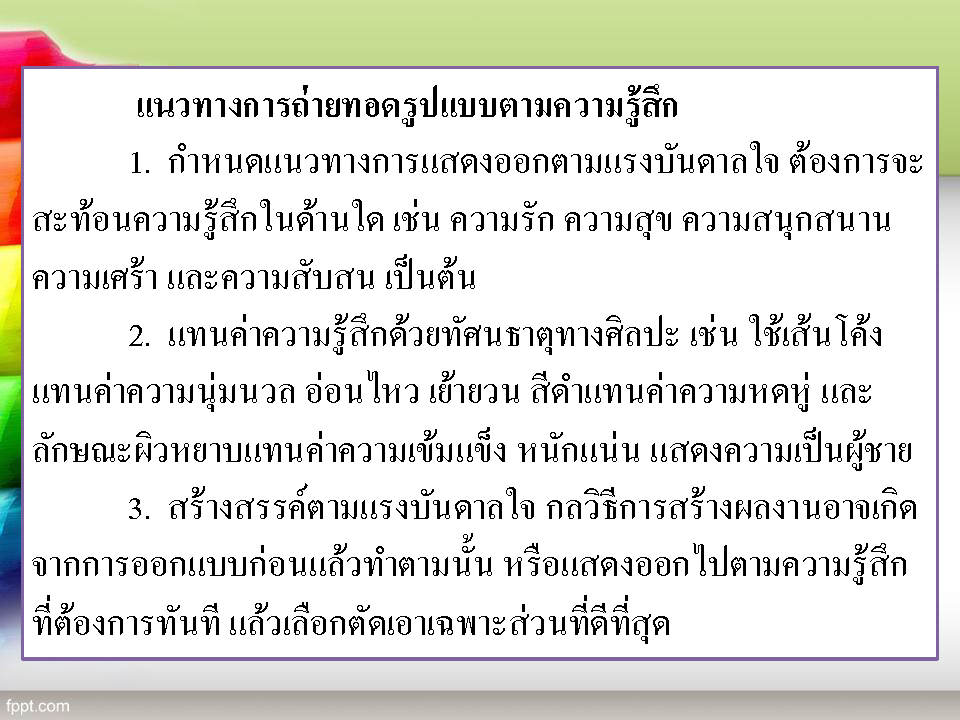 แนวทางการถ่ายทอดรูปแบบตามความรู้สึก
1. กำหนดแนวทางการแสดงออกตามแรงบันดาลใจ ต้องการจะ
สะท้อนความรู้สึกในด้านใด เช่น ความรัก ความสุข ความสนุกสนาน
ความเศร้า และความสับสน เป็นต้น
2. แทนค่าความรู้สึกด้วยทัศนธาตุทางศิลปะ เช่น ใช้เส้นโค้ง
แทนค่าความนุ่มนวล อ่อนไหว เย้ายวน สีดำแทนค่าความหดหู่ และ
ลักษณะผิวหยาบแทนค่าความเข้มแข็ง หนักแน่น แสดงความเป็นผู้ชาย
3. สร้างสรรค์ตามแรงบันดาลใจ กลวิธีการสร้างผลงานอาจเกิด
จากการออกแบบก่อนแล้วทำตามนั้น หรือแสดงออกไปตามความรู้สึก
ที่ต้องการทันที แล้วเลือกตัดเอาเฉพาะส่วนที่ดีที่สุด
fppt.com